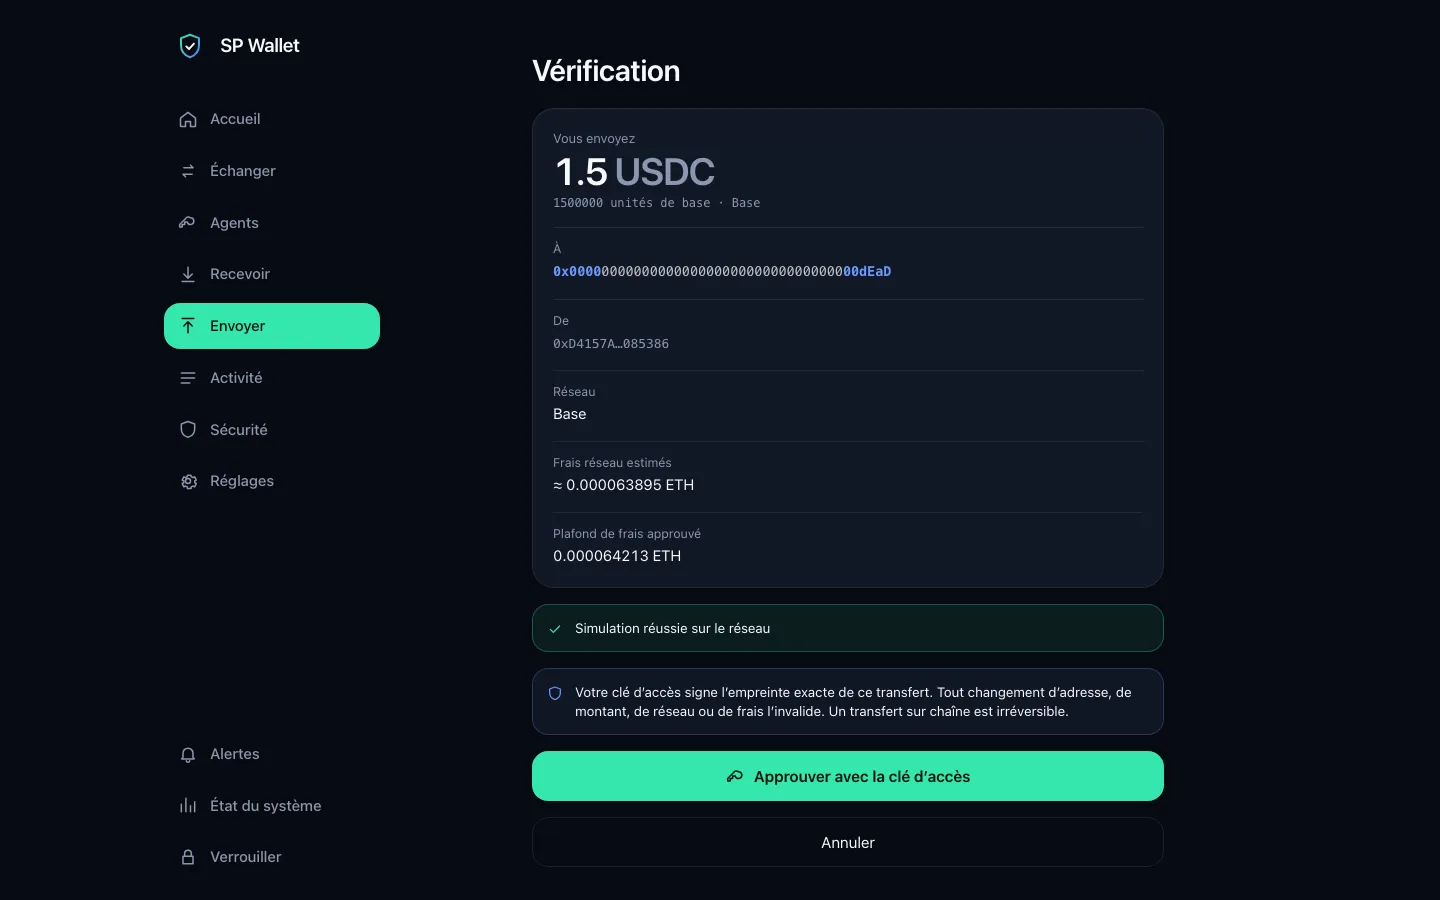 SP Wallet
Accueil
Échanger
Agents
Recevoir
Envoyer
Activité
Sécurité
Réglages
Alertes
État du système
Verrouiller
Vérification
Vous envoyez
1.5 USDC
1500000 unités de base · Base
À
0x000000000000000000000000000000000000dEaD
De
0xD4157A…085386
Réseau
Base
Frais réseau estimés
≈ 0.000063895 ETH
Plafond de frais approuvé
0.000064213 ETH
Simulation réussie sur le réseau
Votre clé d’accès signe l’empreinte exacte de ce transfert. Tout changement d’adresse, de
montant, de réseau ou de frais l’invalide. Un transfert sur chaîne est irréversible.
Approuver avec la clé d’accès
Annuler